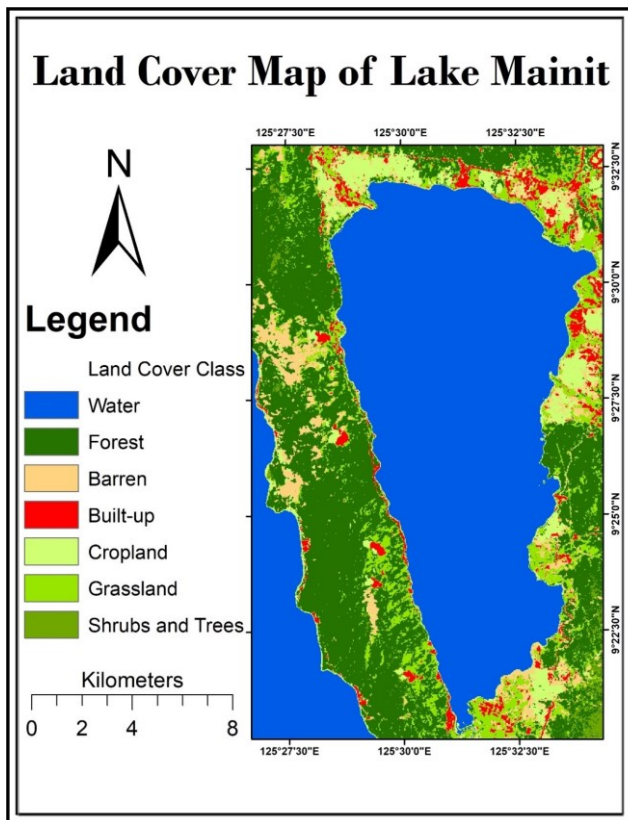 Land Cover Map of Lake Mainit
125°27'30"E 125°30'0"E 125°32'30"E
N
9°32'30"N
9°30'0"N
9°27'30"N
9°25'0"N
9°22'30"N
Legend
Land Cover Class
Water
Forest
Barren
Built-up
Cropland
Grassland
Shrubs and Trees
Kilometers
0 2 4 8
125°27'30"E 125°30'0"E 125°32'30"E